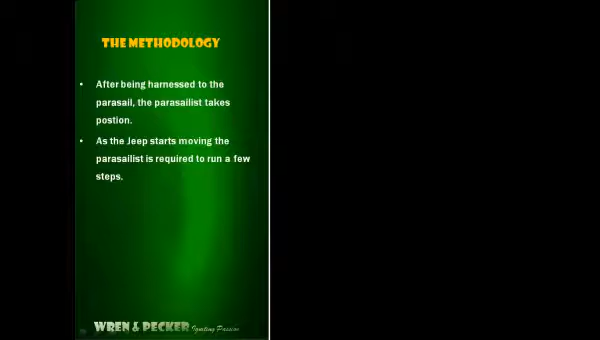 THE METHODOLOGY
• After being harnessed to the
parasail, the parasailist takes
postion.
• As the Jeep starts moving the
parasailist is required to run a few
steps.
WREN & PECKER Igniting Passion